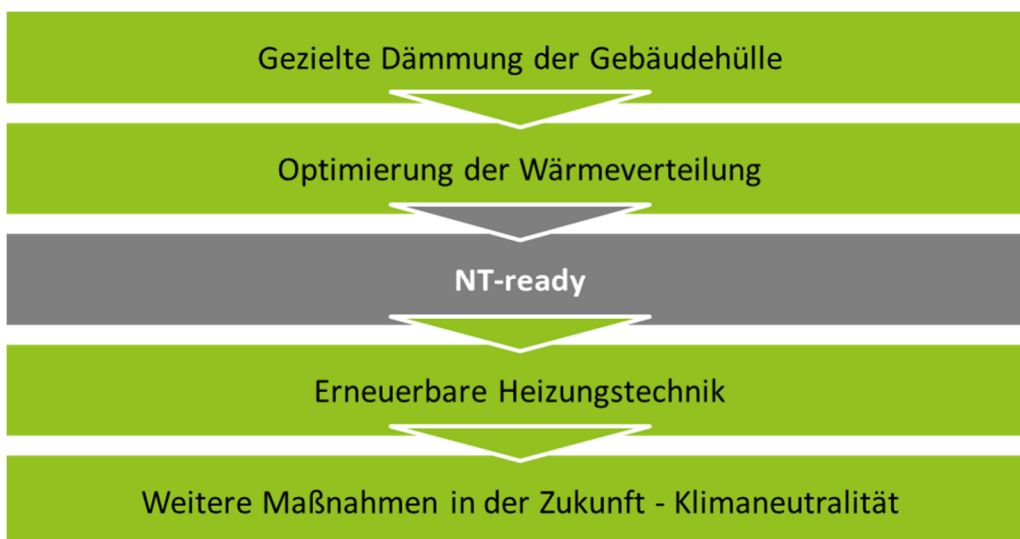 Gezielte Dämmung der Gebäudehülle
Optimierung der Wärmeverteilung
NT-ready
Erneuerbare Heizungstechnik
Weitere Maßnahmen in der Zukunft - Klimaneutralität